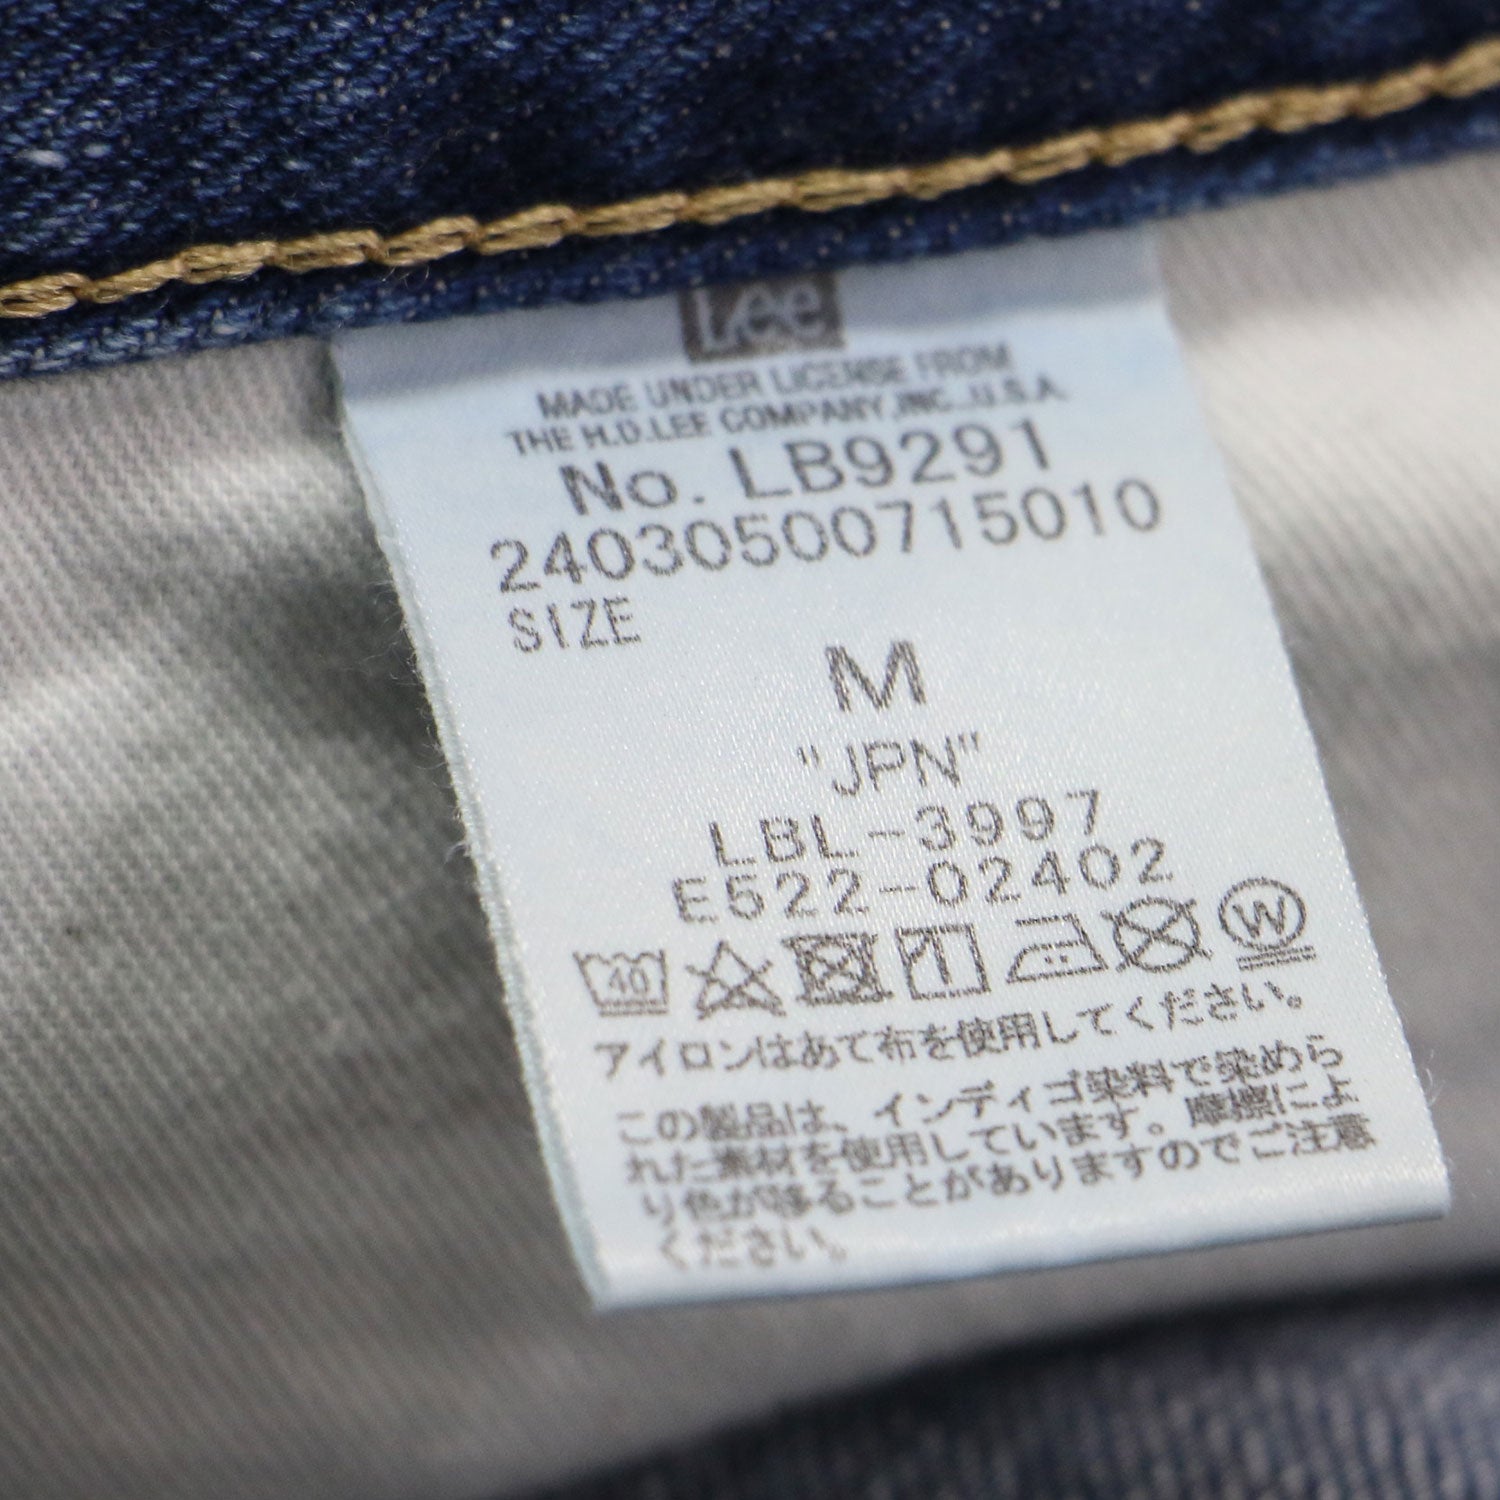 Lee
MADE UNDER LICENSE FROM
THE H.D.LEE COMPANY,INC.,U.S.A.
No. LB9291
24030500715010
SIZE
M
"JPN"
LBL-3997
E522-02402
40 W
アイロンはあて布を使用してください。
この製品は、インディゴ染料で染めら
れた素材を使用しています。摩擦によ
り色が移ることがありますのでご注意
ください。